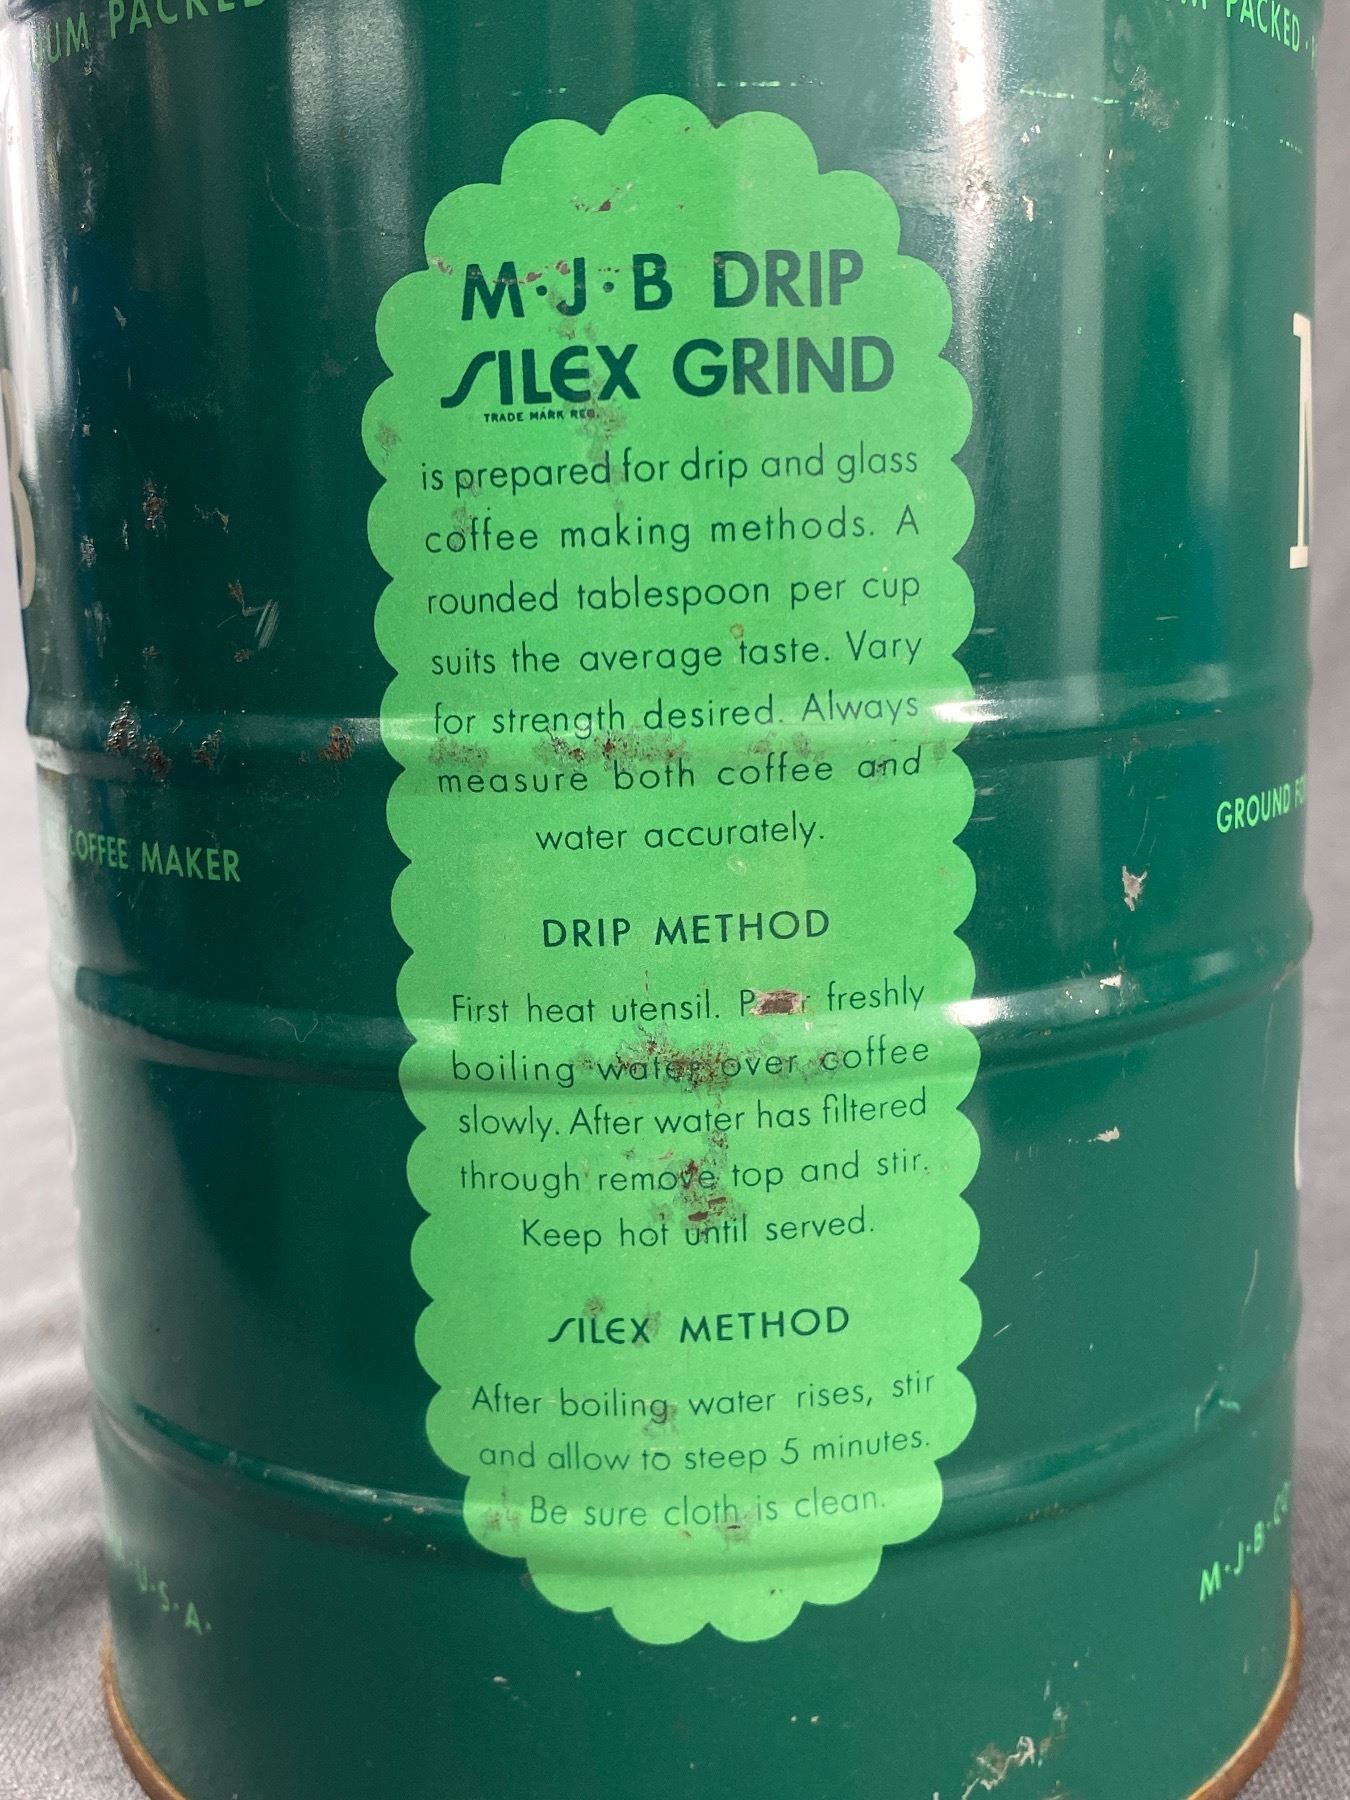 UM PACKED
M PACKED ·
M·J·B DRIP
SILEX GRIND
TRADE MARK REG.
is prepared for drip and glass
coffee making methods. A
rounded tablespoon per cup
suits the average taste. Vary
for strength desired. Always
measure both coffee and
water accurately.
COFFEE MAKER
GROUND
DRIP METHOD
First heat utensil. freshly
boiling water over coffee
slowly. After water has filtered
through remove top and stir.
Keep hot until served.
SILEX METHOD
After boiling water rises, stir
and allow to steep 5 minutes.
Be sure cloth is clean.
U·S·A·
M·J·B·CO